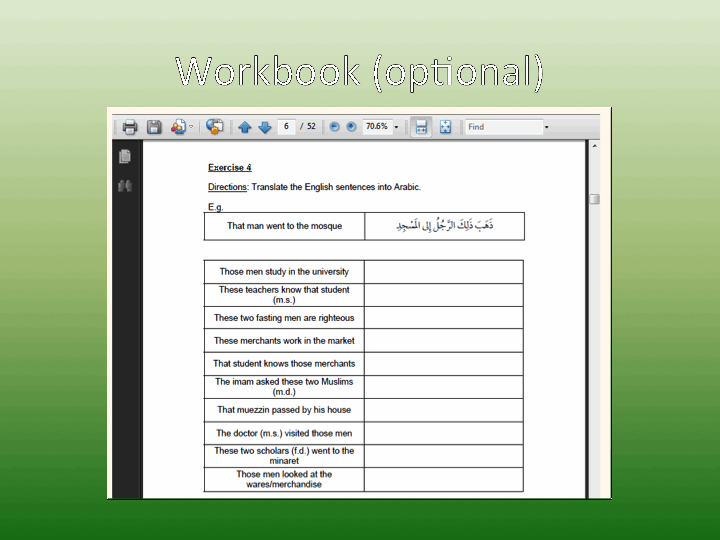 Workbook (optional)
6 / 52 70.6% Find
Exercise 4
Directions: Translate the English sentences into Arabic.
E.g.
That man went to the mosque ذَهَبَ ذَلِكَ الرَّجُلُ إِلى المَسْجِدِ
Those men study in the university
These teachers know that student
(m.s.)
These two fasting men are righteous
These merchants work in the market
That student knows those merchants
The imam asked these two Muslims
(m.d.)
That muezzin passed by his house
The doctor (m.s.) visited those men
These two scholars (f.d.) went to the
minaret
Those men looked at the
wares/merchandise